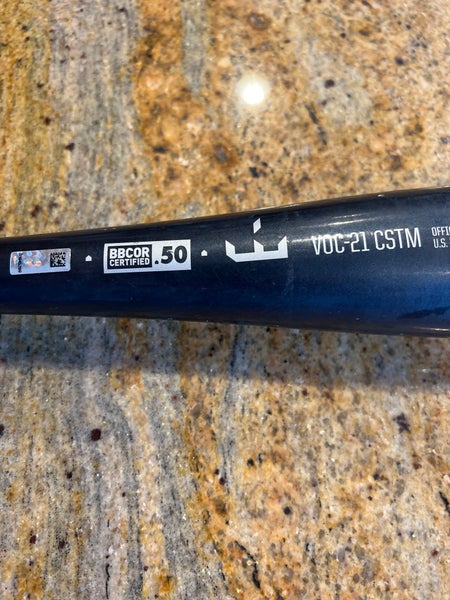 BBCOR
CERTIFIED
.50
VOC-21 CSTM
U.S.